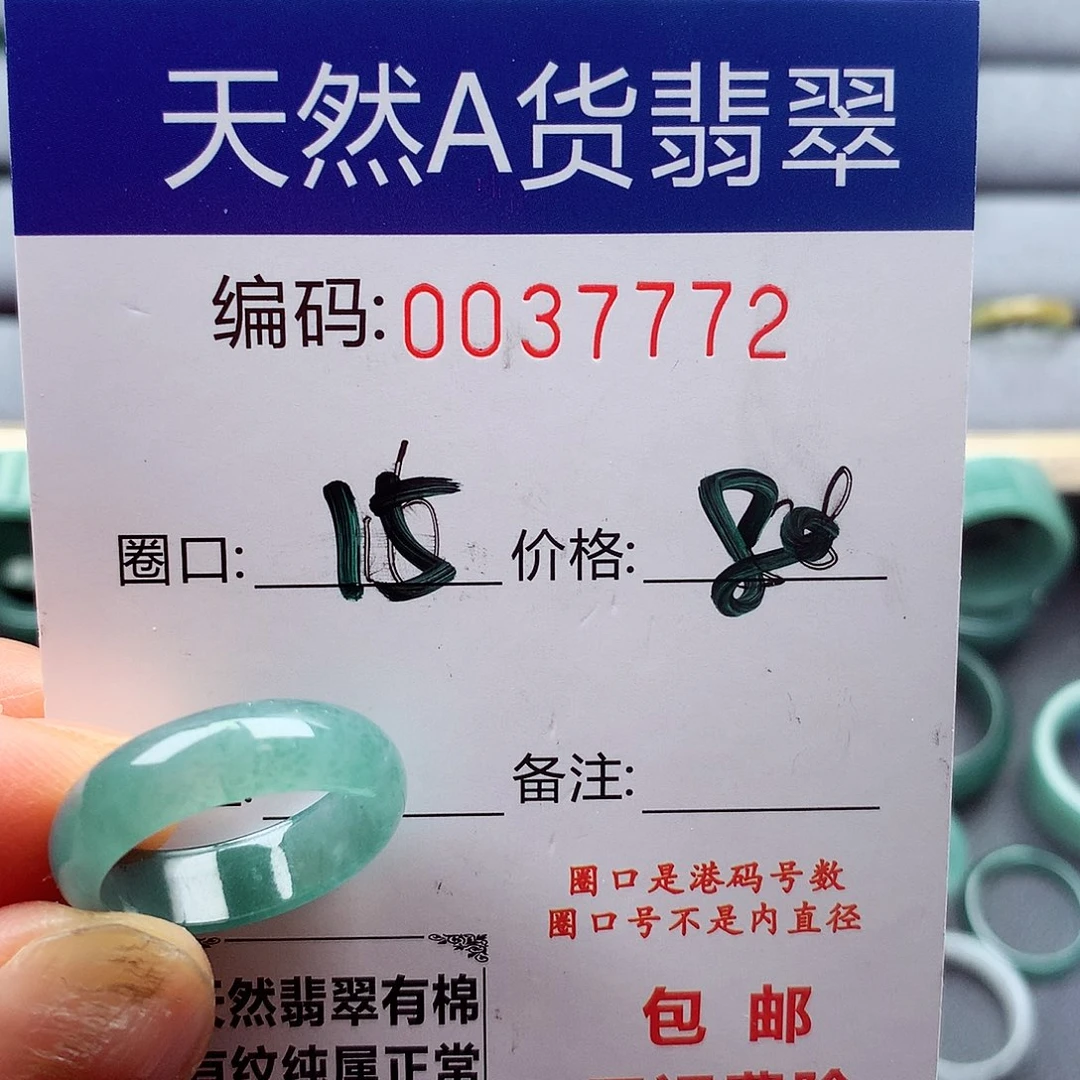 天然A货翡翠
编码:0037772
圈口: 15 价格: 80
备注:
圈口是港码号数
圈口号不是内直径
天然翡翠有棉
有纹纯属正常
包邮